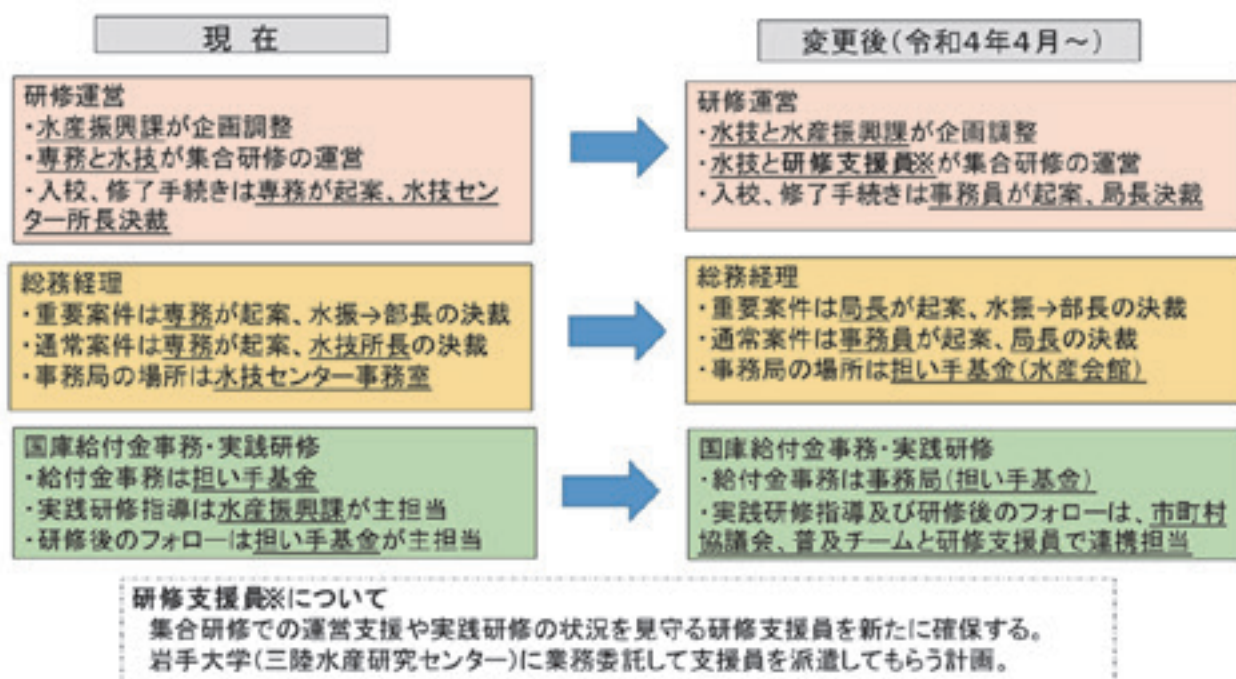 現 在
研修運営
・水産振興課が企画調整
・専務と水技が集合研修の運営
・入校、修了手続きは専務が起案、水技セン
ター所長決裁
総務経理
・重要案件は専務が起案、水振→部長の決裁
・通常案件は専務が起案、水技所長の決裁
・事務局の場所は水技センター事務室
国庫給付金事務・実践研修
・給付金事務は担い手基金
・実践研修指導は水産振興課が主担当
・研修後のフォローは担い手基金が主担当
変更後(令和4年4月～)
研修運営
・水技と水産振興課が企画調整
・水技と研修支援員※が集合研修の運営
・入校、修了手続きは事務員が起案、局長決裁
総務経理
・重要案件は局長が起案、水振→部長の決裁
・通常案件は事務員が起案、局長の決裁
・事務局の場所は担い手基金(水産会館)
国庫給付金事務・実践研修
・給付金事務は事務局(担い手基金)
・実践研修指導及び研修後のフォローは、市町村
協議会、普及チームと研修支援員で連携担当
研修支援員※について
集合研修での運営支援や実践研修の状況を見守る研修支援員を新たに確保する。
岩手大学(三陸水産研究センター)に業務委託して支援員を派遣してもらう計画。